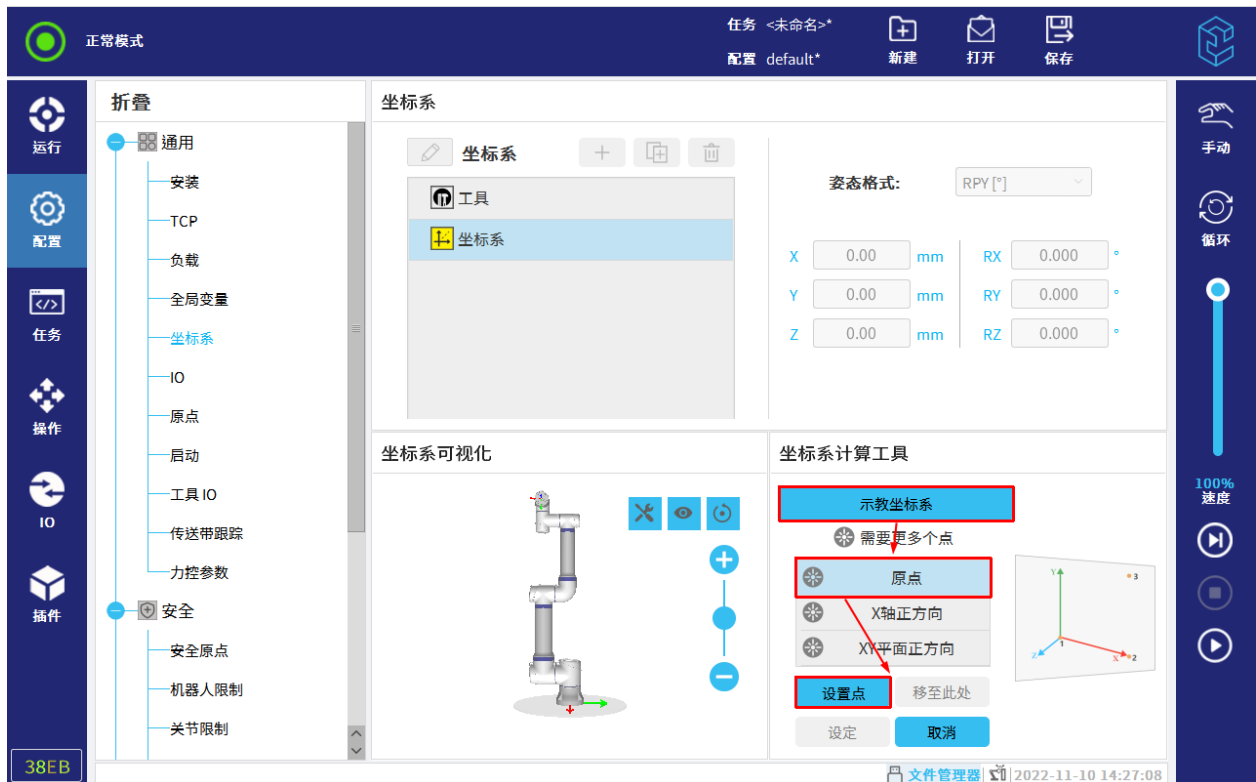 正常模式
任务 <未命名>*
配置 default*
新建
打开
保存
运行
配置
任务
操作
IO
插件
38EB
折叠
通用
安装
TCP
负载
全局变量
坐标系
IO
原点
启动
工具 IO
传送带跟踪
力控参数
安全
安全原点
机器人限制
关节限制
坐标系
坐标系
工具
坐标系
姿态格式: RPY [°]
X 0.00 mm RX 0.000 °
Y 0.00 mm RY 0.000 °
Z 0.00 mm RZ 0.000 °
坐标系可视化
坐标系计算工具
示教坐标系
需要更多个点
原点
X轴正方向
XY平面正方向
设置点 移至此处
设定 取消
Y 3
Z 1 X 2
手动
循环
100%
速度
文件管理器 2022-11-10 14:27:08